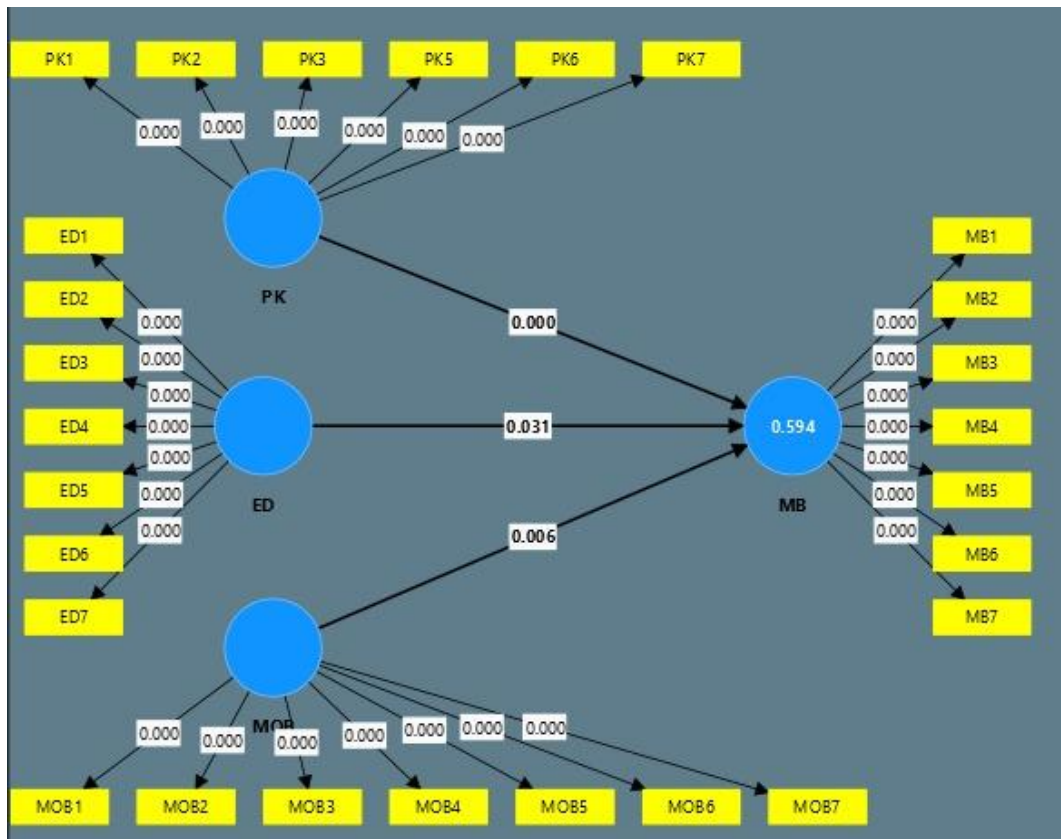 PK1 PK2 PK3 PK5 PK6 PK7
0.000 0.000 0.000 0.000 0.000 0.000
PK
ED1
ED2
ED3
ED4
ED5
ED6
ED7
0.000
0.000
0.000
0.000
0.000
0.000
0.000
ED
0.000
0.031
0.006
0.594
MB
0.000
0.000
0.000
0.000
0.000
0.000
0.000
MB1
MB2
MB3
MB4
MB5
MB6
MB7
MOB
0.000 0.000 0.000 0.000 0.000 0.000 0.000
MOB1 MOB2 MOB3 MOB4 MOB5 MOB6 MOB7